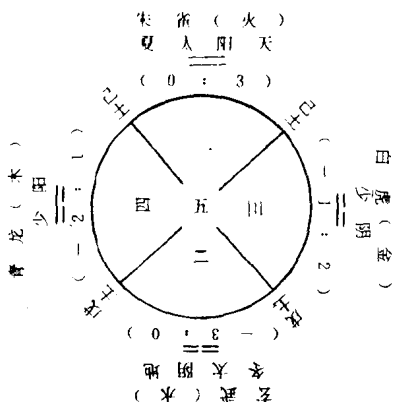 朱雀（火）
夏太阳天
（0：3）
己土
己土
青龙（木）
少阳
（－2：1）
四
五
三
二
（－1：2）
少阴
白虎（金）
戊土
戊土
（－3：0）
冬太阴地
玄武（水）